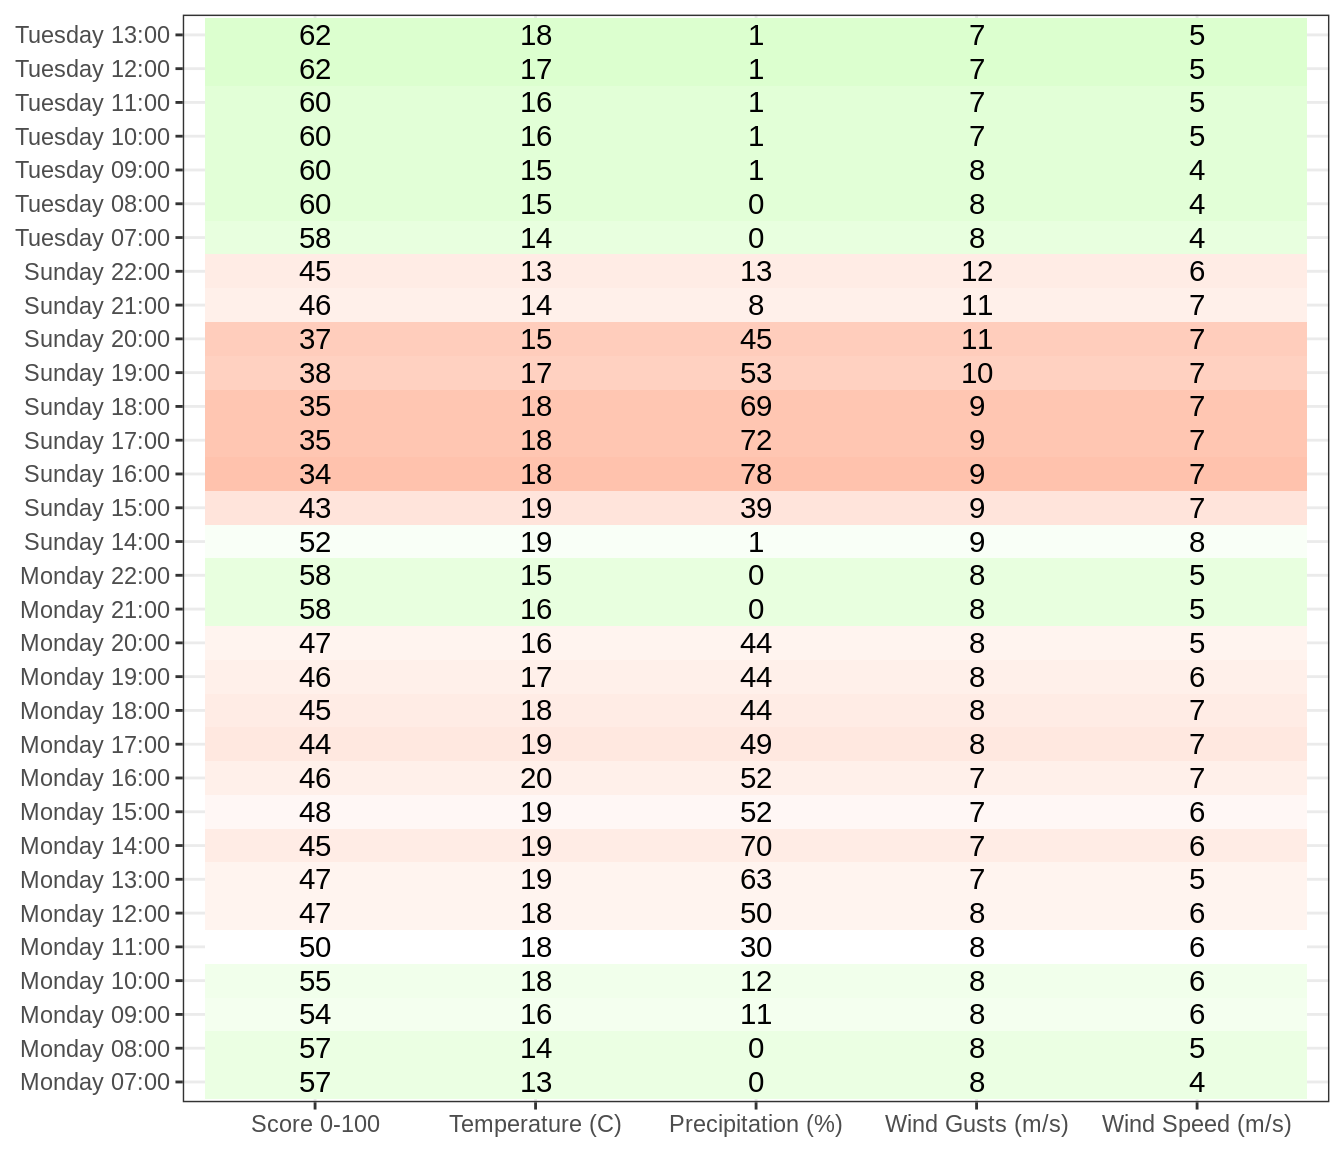 Tuesday 13:00 62 18 1 7 5
Tuesday 12:00 62 17 1 7 5
Tuesday 11:00 60 16 1 7 5
Tuesday 10:00 60 16 1 7 5
Tuesday 09:00 60 15 1 8 4
Tuesday 08:00 60 15 0 8 4
Tuesday 07:00 58 14 0 8 4
Sunday 22:00 45 13 13 12 6
Sunday 21:00 46 14 8 11 7
Sunday 20:00 37 15 45 11 7
Sunday 19:00 38 17 53 10 7
Sunday 18:00 35 18 69 9 7
Sunday 17:00 35 18 72 9 7
Sunday 16:00 34 18 78 9 7
Sunday 15:00 43 19 39 9 7
Sunday 14:00 52 19 1 9 8
Monday 22:00 58 15 0 8 5
Monday 21:00 58 16 0 8 5
Monday 20:00 47 16 44 8 5
Monday 19:00 46 17 44 8 6
Monday 18:00 45 18 44 8 7
Monday 17:00 44 19 49 8 7
Monday 16:00 46 20 52 7 7
Monday 15:00 48 19 52 7 6
Monday 14:00 45 19 70 7 6
Monday 13:00 47 19 63 7 5
Monday 12:00 47 18 50 8 6
Monday 11:00 50 18 30 8 6
Monday 10:00 55 18 12 8 6
Monday 09:00 54 16 11 8 6
Monday 08:00 57 14 0 8 5
Monday 07:00 57 13 0 8 4
Score 0-100 Temperature (C) Precipitation (%) Wind Gusts (m/s) Wind Speed (m/s)